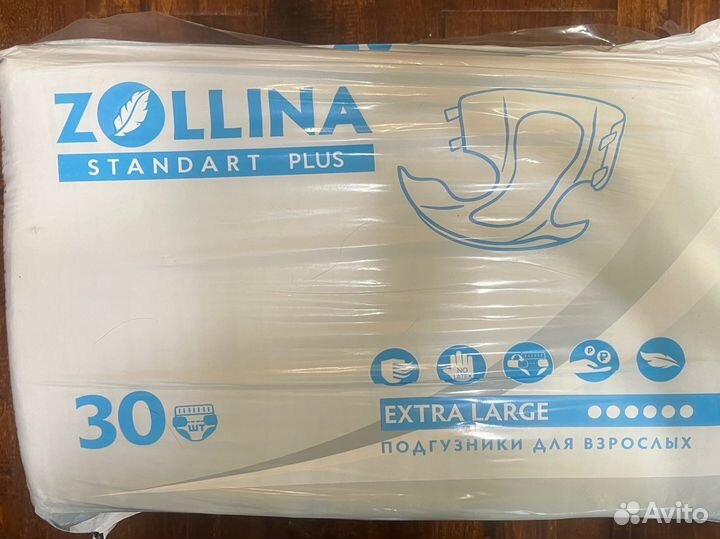 ZOLLINA
STANDART PLUS
NO LATEX
₽ ₽
30 ШТ
EXTRA LARGE
ПОДГУЗНИКИ ДЛЯ ВЗРОСЛЫХ
Avito